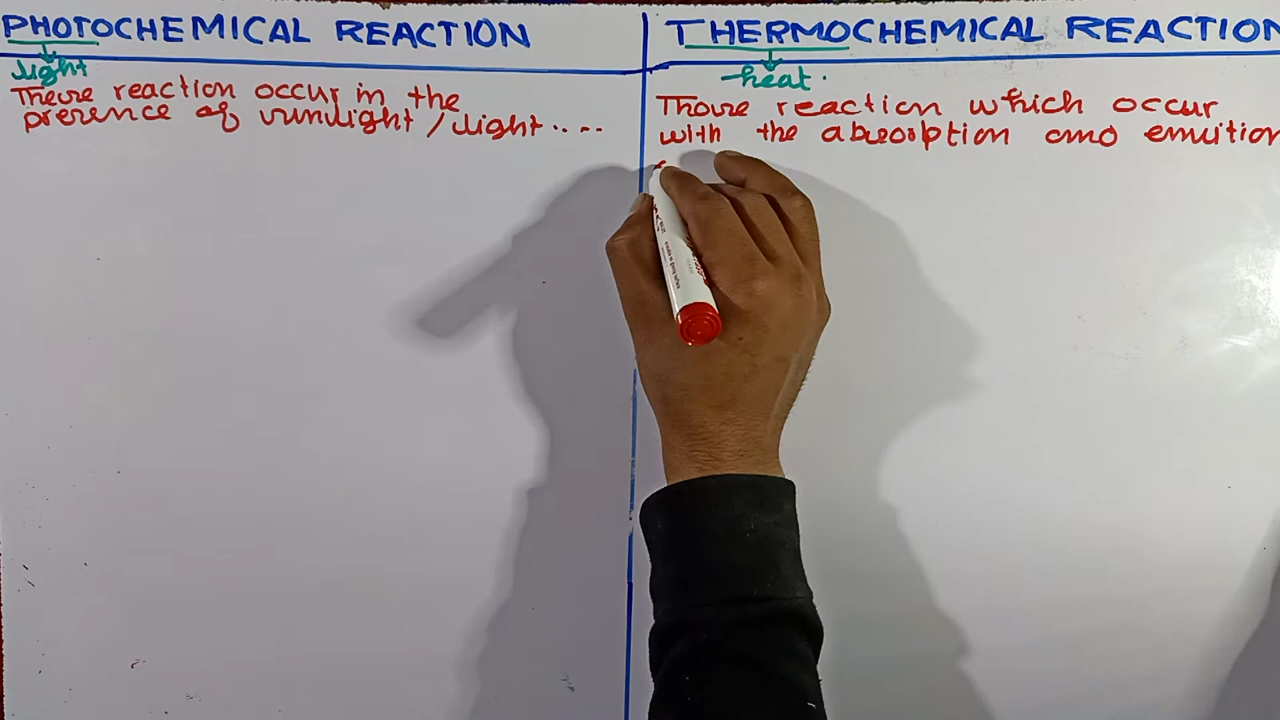 PHOTOCHEMICAL REACTION
light
These reaction occur in the
presence of sunlight / light....
THERMOCHEMICAL REACTION
heat.
Those reaction which occur
with the absorption and emission